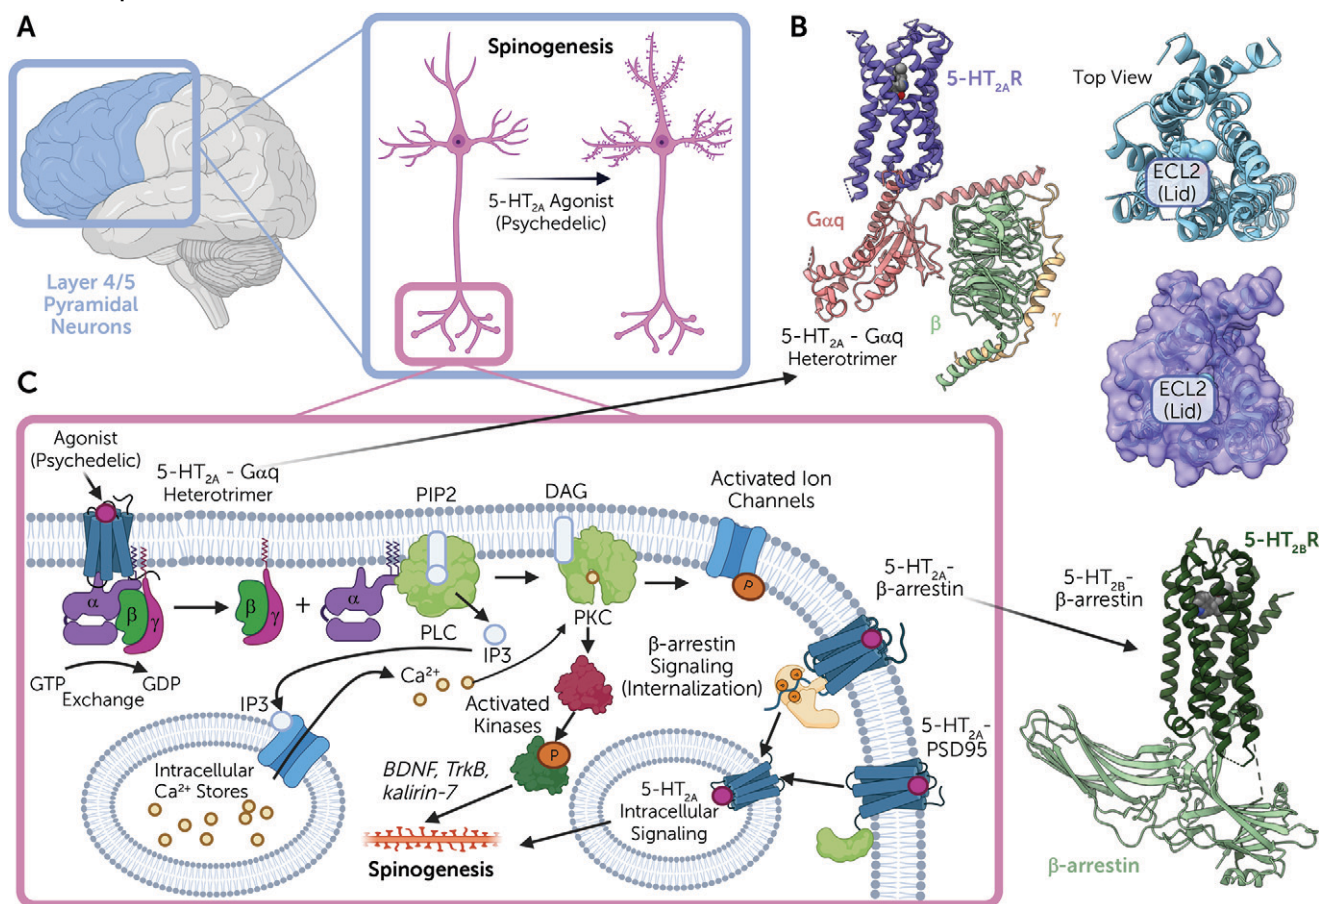 A
Spinogenesis
5-HT2A Agonist
(Psychedelic)
Layer 4/5
Pyramidal
Neurons
B
5-HT2AR
Gαq
β
γ
5-HT2A - Gαq
Heterotrimer
Top View
ECL2
(Lid)
ECL2
(Lid)
C
Agonist
(Psychedelic)
5-HT2A - Gαq
Heterotrimer
PIP2
DAG
Activated Ion
Channels
P
α
β
γ
β
γ
+
α
PLC
PKC
IP3
GTP
GDP
Exchange
IP3
Ca2+
Intracellular
Ca2+ Stores
Activated
Kinases
P
BDNF, TrkB,
kalirin-7
Spinogenesis
β-arrestin
Signaling
(Internalization)
5-HT2A
Intracellular
Signaling
5-HT2A-
β-arrestin
5-HT2A-
PSD95
5-HT2B-
β-arrestin
5-HT2BR
β-arrestin